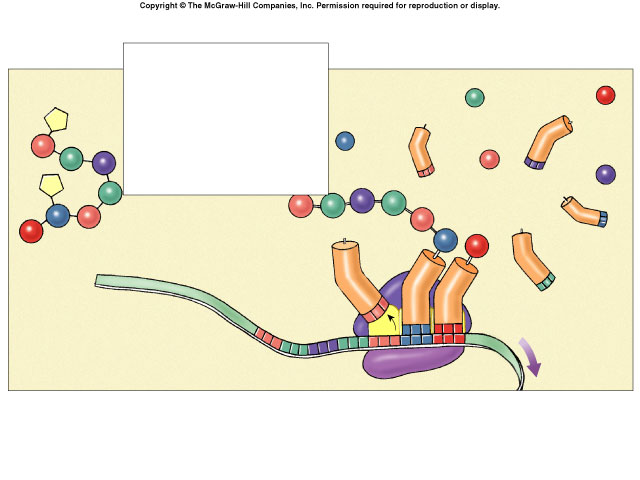 Copyright © The McGraw-Hill Companies, Inc. Permission required for reproduction or display.